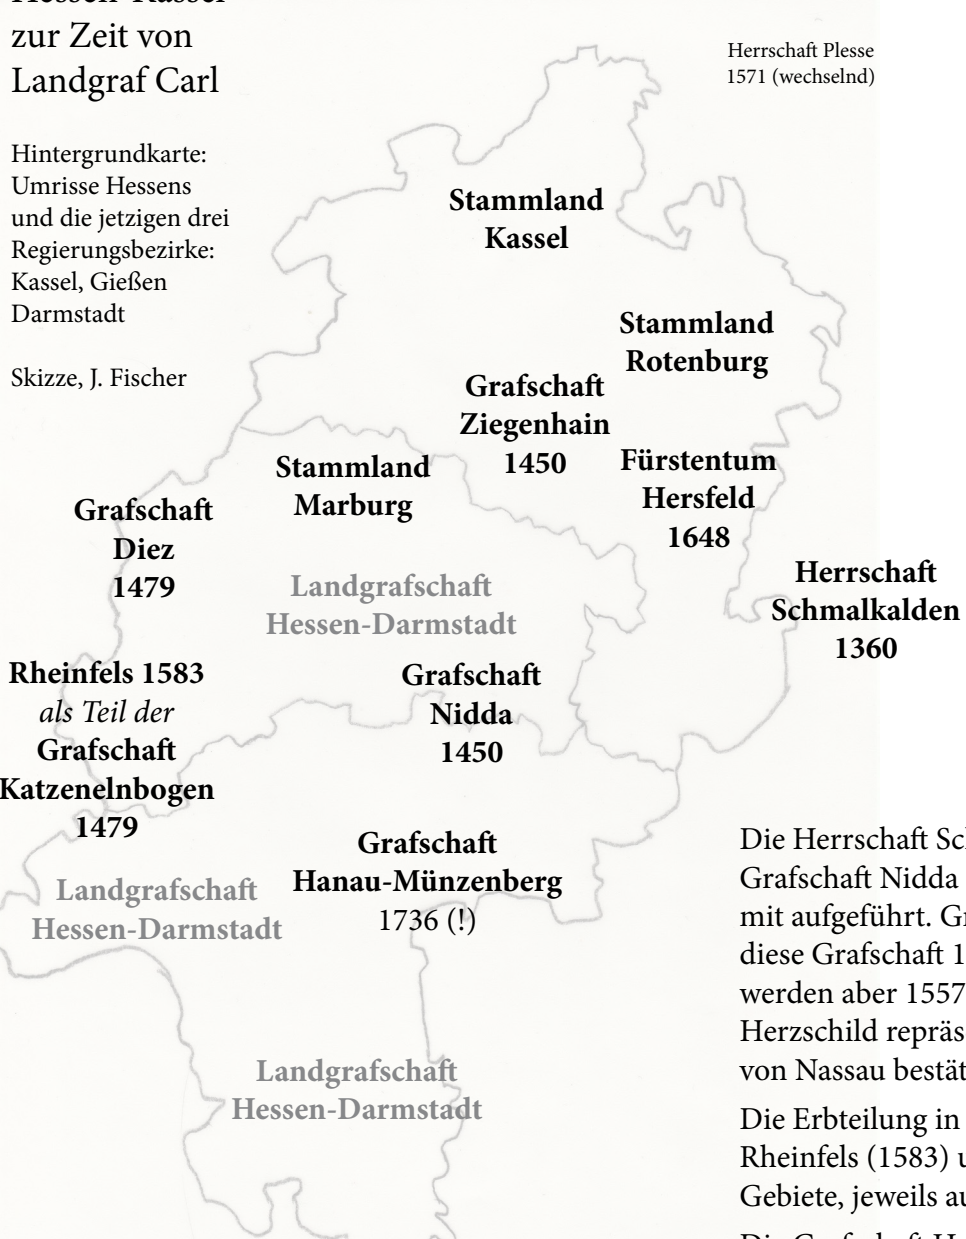 Hessen-Kassel
zur Zeit von
Landgraf Carl
Hintergrundkarte:
Umrisse Hessens
und die jetzigen drei
Regierungsbezirke:
Kassel, Gießen
Darmstadt
Skizze, J. Fischer
Herrschaft Plesse
1571 (wechselnd)
Stammland
Kassel
Stammland
Rotenburg
Grafschaft
Ziegenhain
1450
Fürstentum
Hersfeld
1648
Stammland
Marburg
Grafschaft
Diez
1479
Landgrafschaft
Hessen-Darmstadt
Herrschaft
Schmalkalden
1360
Rheinfels 1583
als Teil der
Grafschaft
Katzenelnbogen
1479
Grafschaft
Nidda
1450
Grafschaft
Hanau-Münzenberg
1736 (!)
Landgrafschaft
Hessen-Darmstadt
Landgrafschaft
Hessen-Darmstadt
Die Herrschaft Sch
Grafschaft Nidda
mit aufgeführt. Gr
diese Grafschaft 1
werden aber 1557
Herzschild repräs
von Nassau bestät
Die Erbteilung in
Rheinfels (1583) u
Gebiete, jeweils au